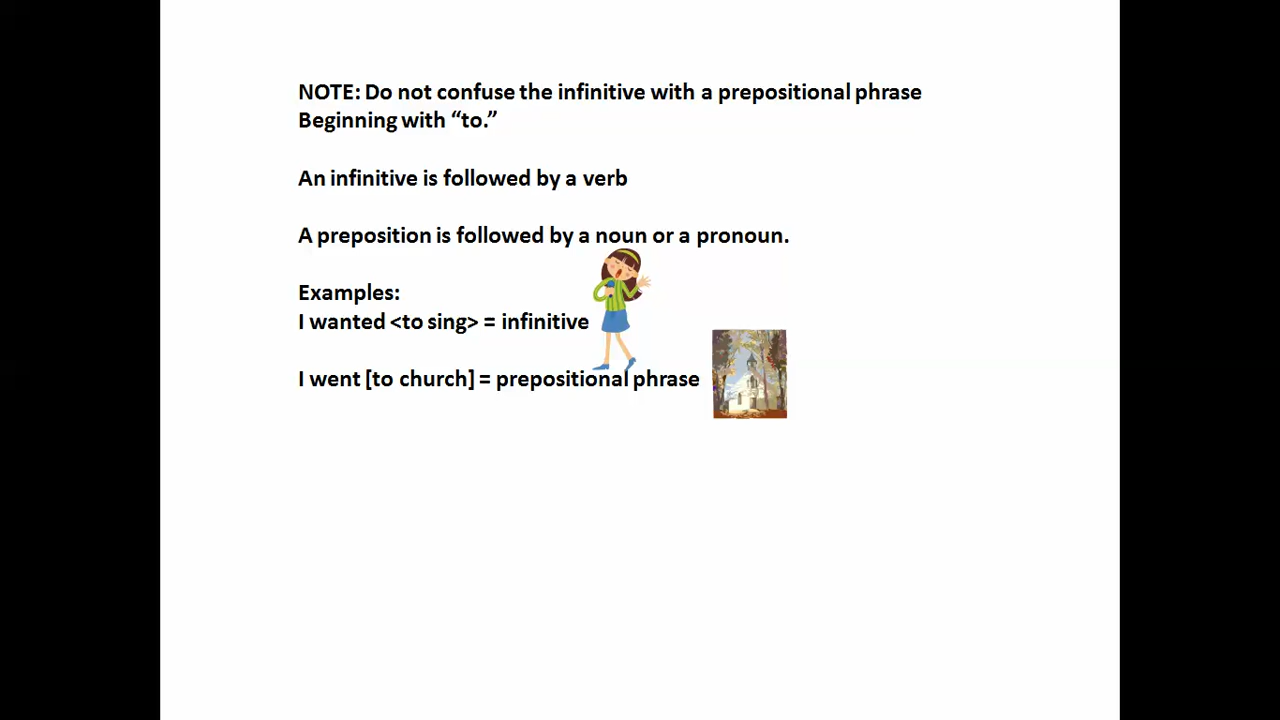 NOTE: Do not confuse the infinitive with a prepositional phrase
Beginning with “to.”
An infinitive is followed by a verb
A preposition is followed by a noun or a pronoun.
Examples:
I wanted <to sing> = infinitive
I went [to church] = prepositional phrase